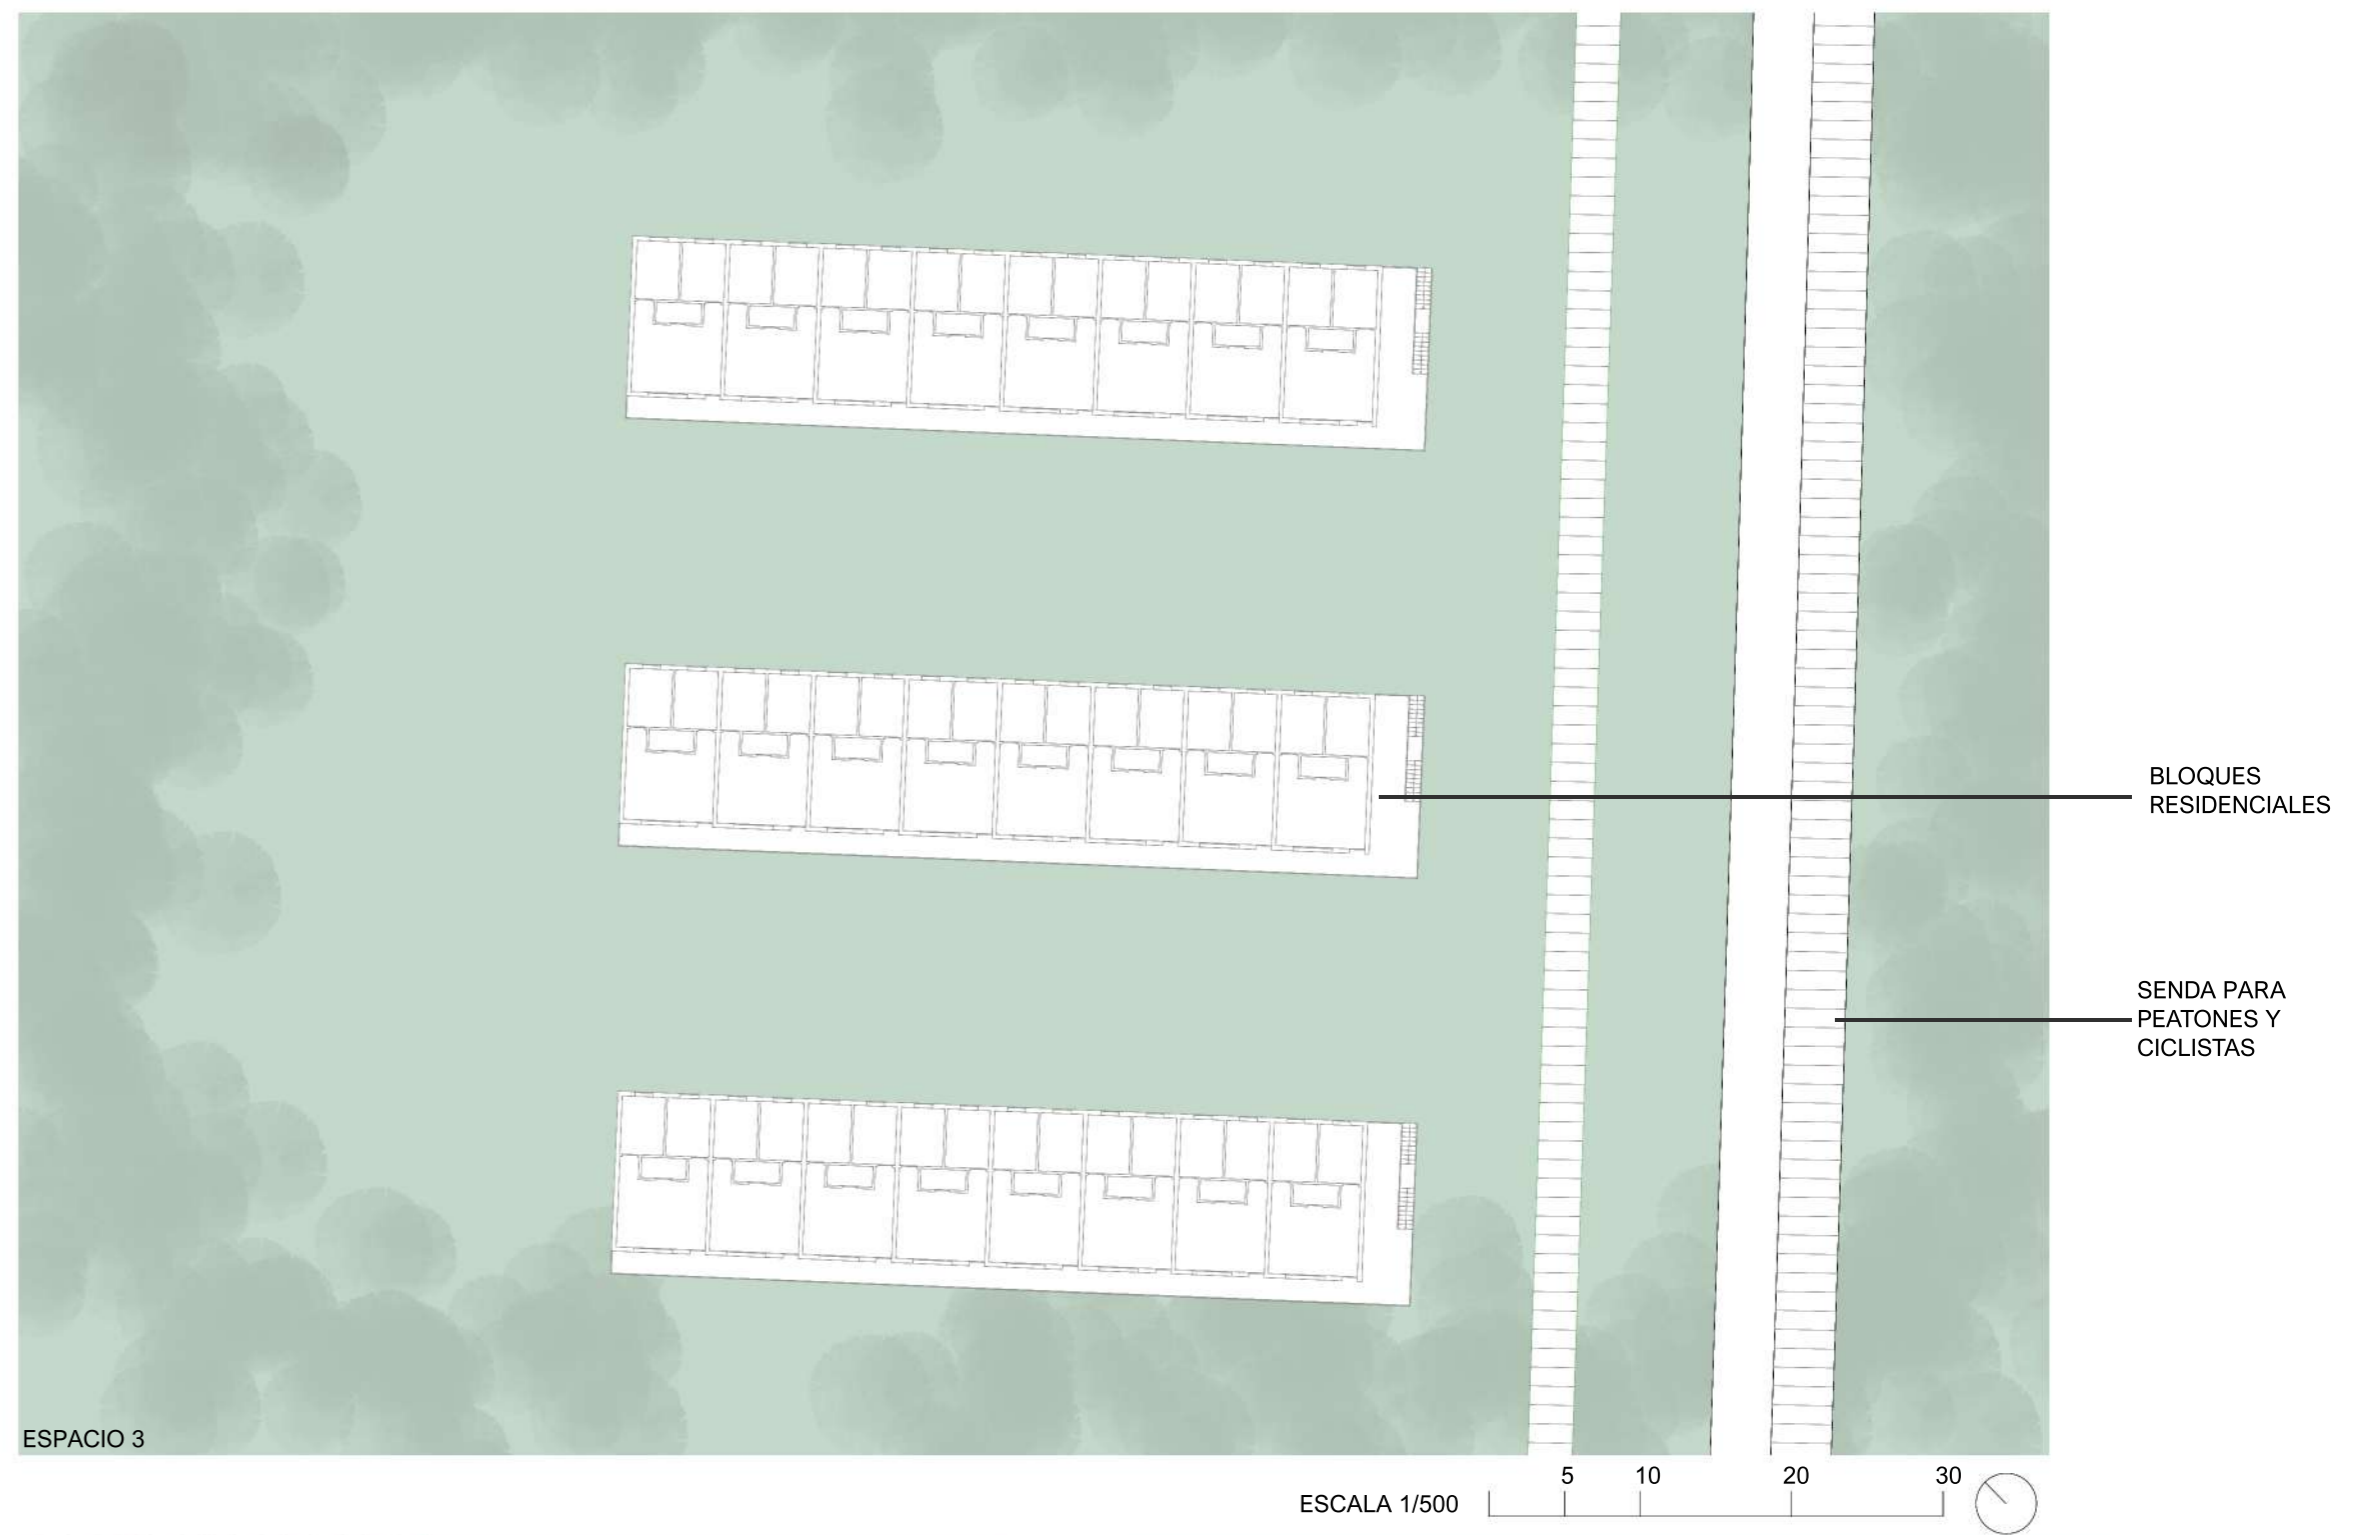 BLOQUES
RESIDENCIALES
SENDA PARA
PEATONES Y
CICLISTAS
ESPACIO 3
5 10 20 30
ESCALA 1/500